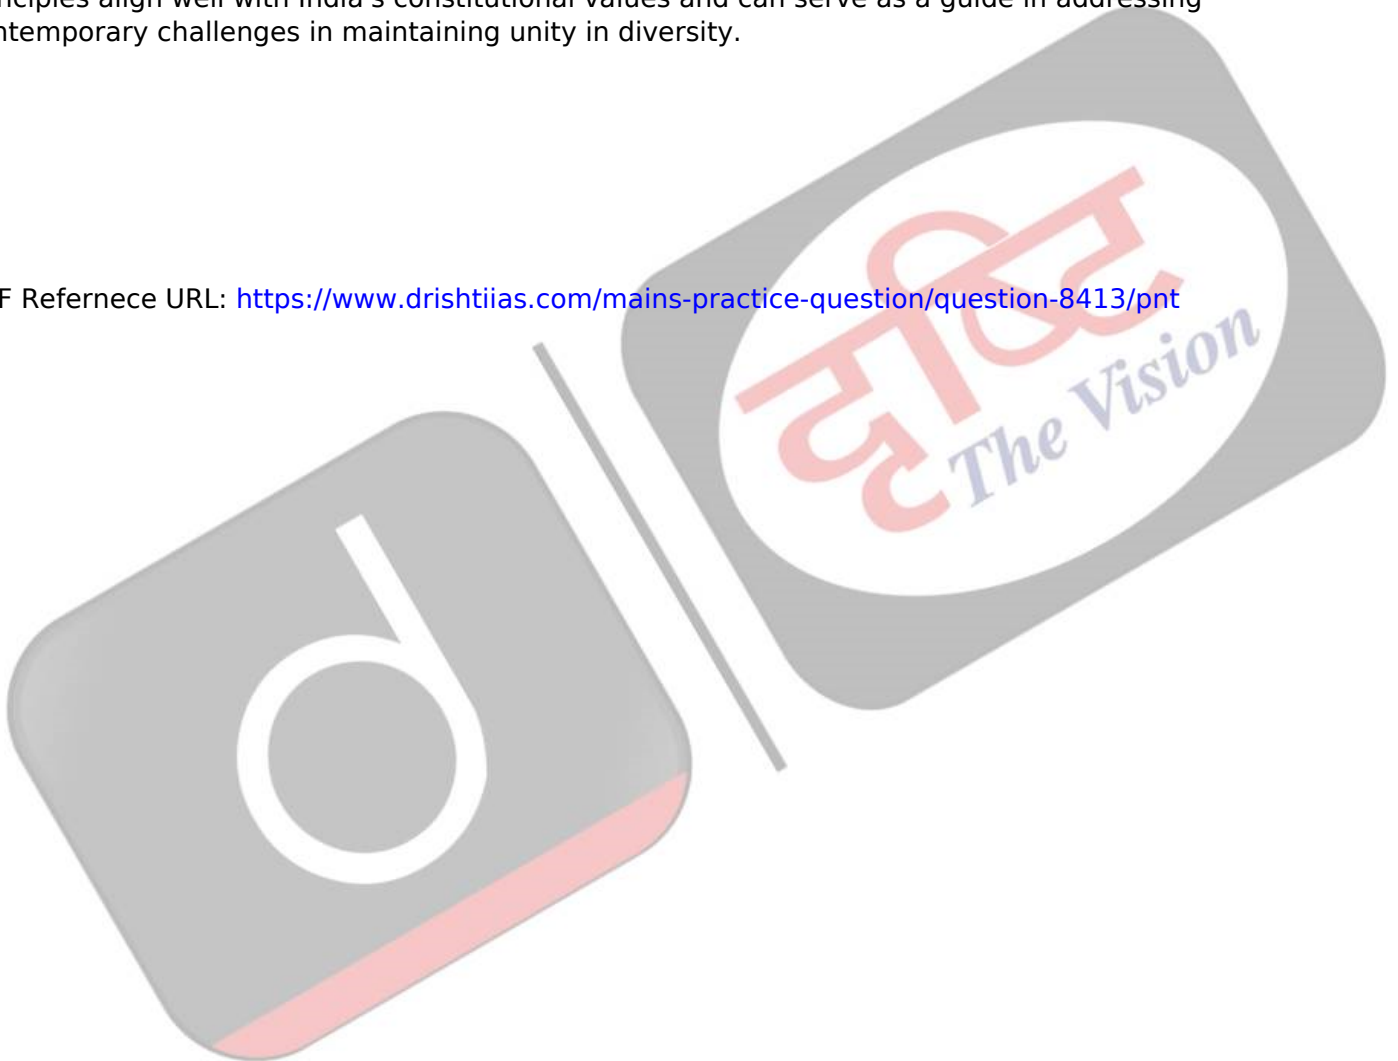 nciples align well with India's constitutional values and can serve as a guide in addressing
ntemporary challenges in maintaining unity in diversity.
F Refernece URL: https://www.drishtiias.com/mains-practice-question/question-8413/pnt
दृष्टि
The Vision
d